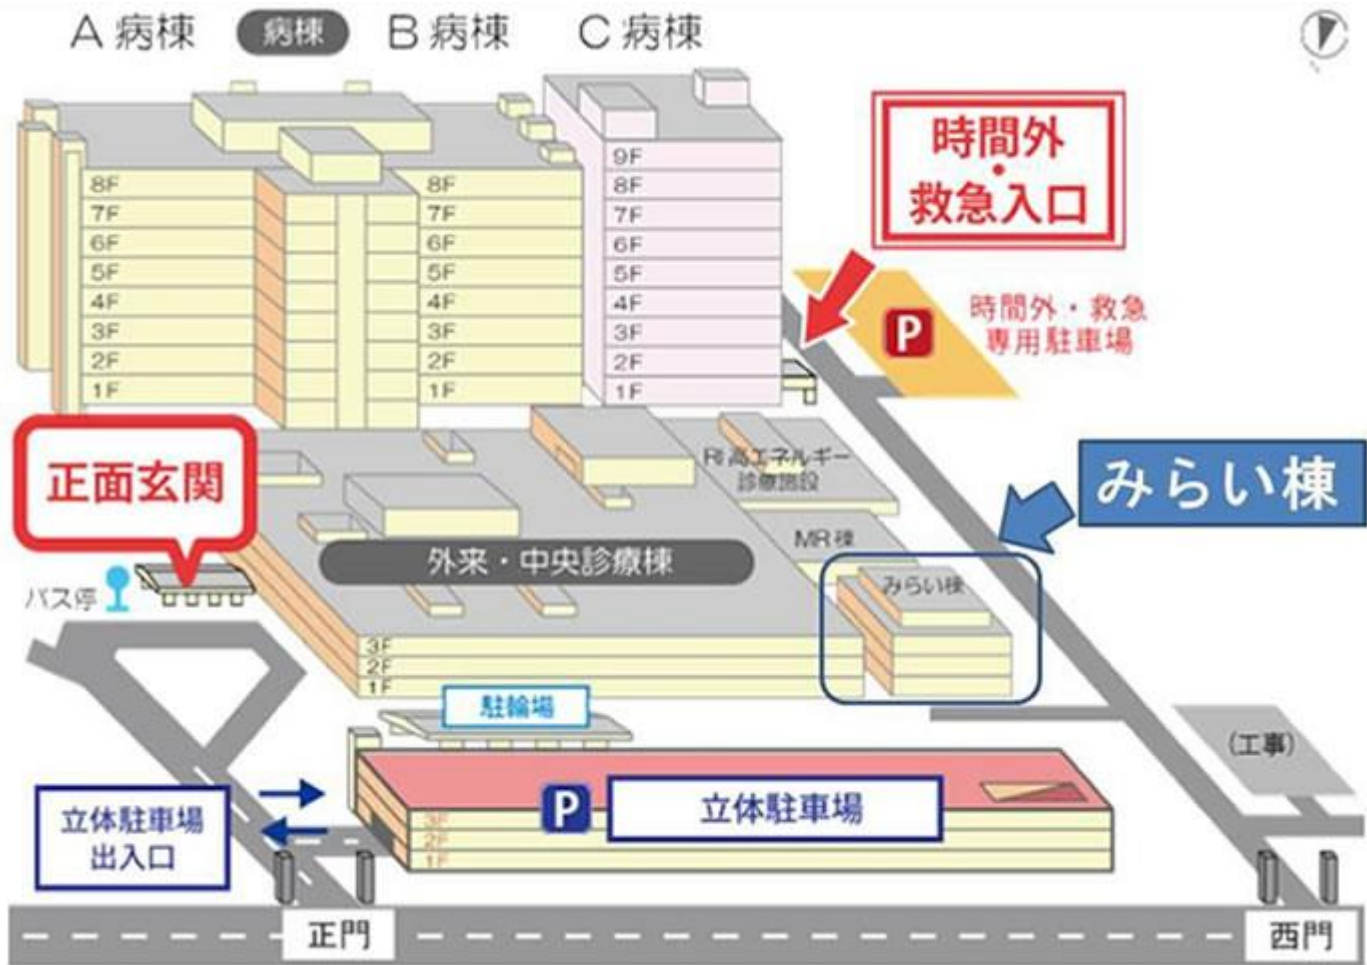 A 病棟
病棟
B 病棟
C 病棟
時間外
・
救急入口
9F
8F
8F
8F
7F
7F
7F
6F
6F
6F
5F
5F
5F
4F
4F
4F
3F
3F
3F
2F
2F
2F
1F
1F
1F
P
時間外・救急
専用駐車場
正面玄関
RI高エネルギー
診療施設
みらい棟
MR 棟
外来・中央診療棟
みらい棟
バス停
3F
2F
1F
駐輪場
(工事)
立体駐車場
出入口
P
立体駐車場
3F
2F
1F
正門
西門